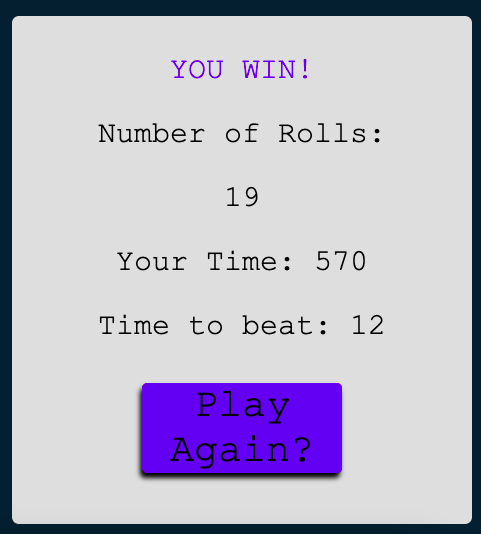 YOU WIN!
Number of Rolls:
19
Your Time: 570
Time to beat: 12
Play
Again?